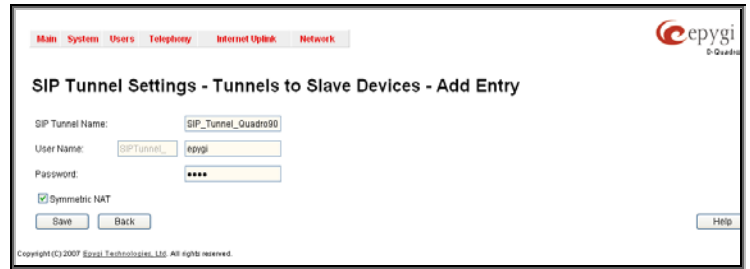 Main System Users Telephony Internet Uplink Network
epygi
SIP Tunnel Settings - Tunnels to Slave Devices - Add Entry
SIP Tunnel Name: SIP_Tunnel_Quadro90
User Name: SIPTunnel_ epygi
Password: ••••
Symmetric NAT
Save Back Help
Copyright (C) 2007 Epygi Technologies, Ltd. All rights reserved.